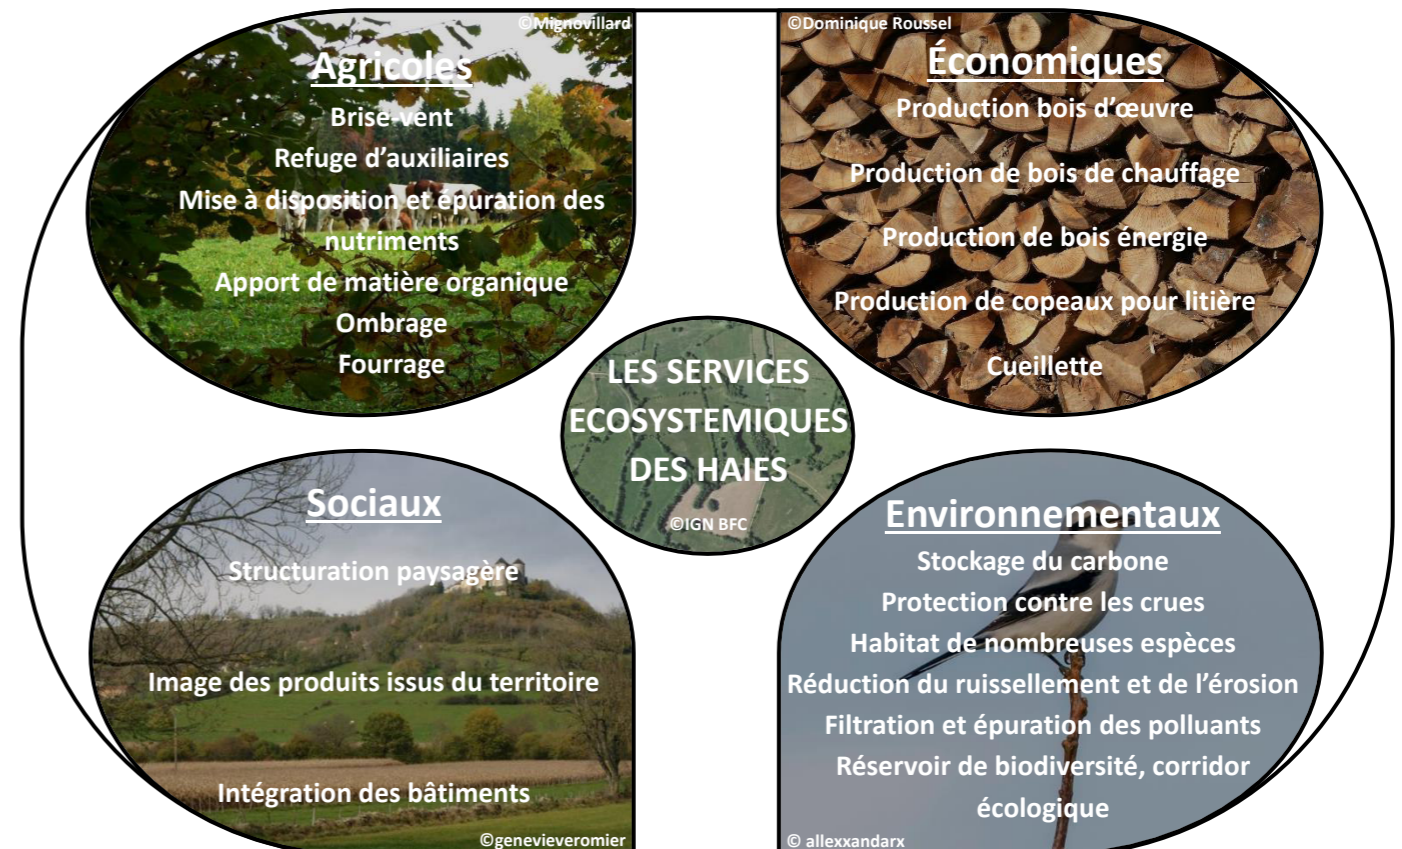 ©Mignovillard
Agricoles
Brise-vent
Refuge d’auxiliaires
Mise à disposition et épuration des
nutriments
Apport de matière organique
Ombrage
Fourrage
©Dominique Roussel
Économiques
Production bois d’œuvre
Production de bois de chauffage
Production de bois énergie
Production de copeaux pour litière
Cueillette
LES SERVICES
ECOSYSTEMIQUES
DES HAIES
©IGN BFC
Sociaux
Structuration paysagère
Image des produits issus du territoire
Intégration des bâtiments
©genevieveromier
Environnementaux
Stockage du carbone
Protection contre les crues
Habitat de nombreuses espèces
Réduction du ruissellement et de l’érosion
Filtration et épuration des polluants
Réservoir de biodiversité, corridor
écologique
© allexxandarx